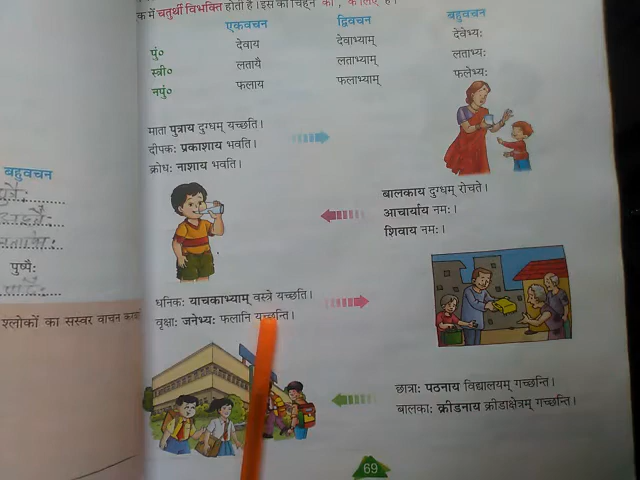 क में चतुर्थी विभक्ति होती है। इस का चिह्न 'को', 'के लिए' है।
एकवचन द्विवचन बहुवचन
पुं० देवाय देवाभ्याम् देवेभ्य:
स्त्री० लतायै लताभ्याम् लताभ्य:
नपुं० फलाय फलाभ्याम् फलेभ्य:
माता पुत्राय दुग्धम् यच्छति।
दीपक: प्रकाशाय भवति।
क्रोध: नाशाय भवति।
बालकाय दुग्धम् रोचते।
आचार्याय नम:।
शिवाय नम:।
धनिक: याचकाभ्याम् वस्त्रे यच्छति।
वृक्षा: जनेभ्य: फलानि यच्छन्ति।
छात्रा: पठनाय विद्यालयम् गच्छन्ति।
बालका: क्रीडनाय क्रीडाक्षेत्रम् गच्छन्ति।
69
बहुवचन
पुष्पै:
श्लोकों का सस्वर वाचन